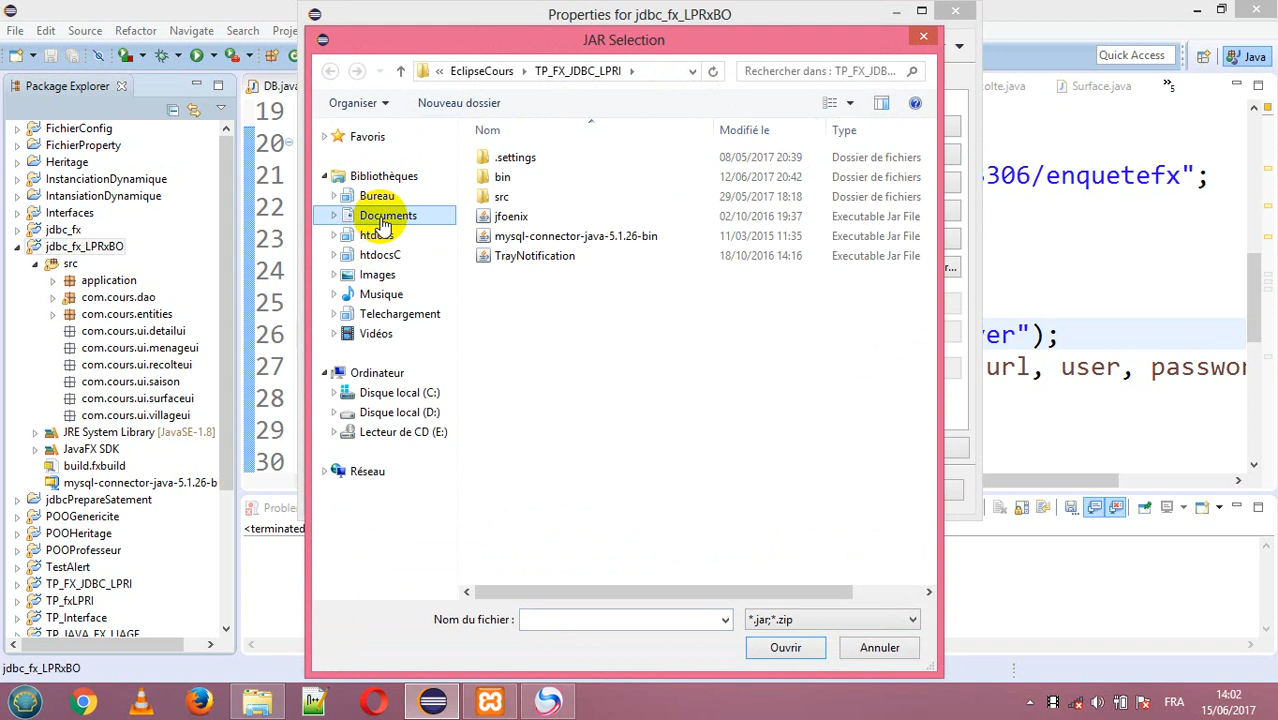 Properties for jdbc_fx_LPRxBO
JAR Selection
File Edit Source Refactor Navigate Search
Quick Access
Java
« EclipseCours TP_FX_JDBC_LPRI
Rechercher dans : TP_FX_JDB...
Organiser Nouveau dossier
Package Explorer
DB.java
Surface.java
Nom Modifié le Type
Favoris
Bibliothèques
Bureau
Documents
htdocsC
Images
Musique
Telechargement
Vidéos
Ordinateur
Disque local (C:)
Disque local (D:)
Lecteur de CD (E:)
Réseau
.settings 08/05/2017 20:39 Dossier de fichiers
bin 12/06/2017 20:42 Dossier de fichiers
src 29/05/2017 18:18 Dossier de fichiers
jfoenix 02/10/2016 19:37 Executable Jar File
mysql-connector-java-5.1.26-bin 11/03/2015 11:35 Executable Jar File
TrayNotification 18/10/2016 14:16 Executable Jar File
FichierConfig
FichierProperty
Heritage
InstanciationDynamique
IntansiationDynamique
Interfaces
jdbc_fx
jdbc_fx_LPRxBO
src
application
com.cours.dao
com.cours.entities
com.cours.ui.detailui
com.cours.ui.menageui
com.cours.ui.recolteui
com.cours.ui.saison
com.cours.ui.surfaceui
com.cours.ui.villageui
JRE System Library [JavaSE-1.8]
JavaFX SDK
build.fxbuild
mysql-connector-java-5.1.26-b
jdbcPrepareSatement
POOGenericite
POOHeritage
POOProfesseur
TestAlert
TP_FX_JDBC_LPRI
TP_fxLPRI
TP_Interface
TP_JAVA_FX_LIAGE
19
20
21
22
23
24
25
26
27
28
29
30
306/enquetefx";
ver");
url, user, passwor
<terminated
Nom du fichier : *.jar;*.zip
Ouvrir Annuler
jdbc_fx_LPRxBO
FRA
14:02
15/06/2017